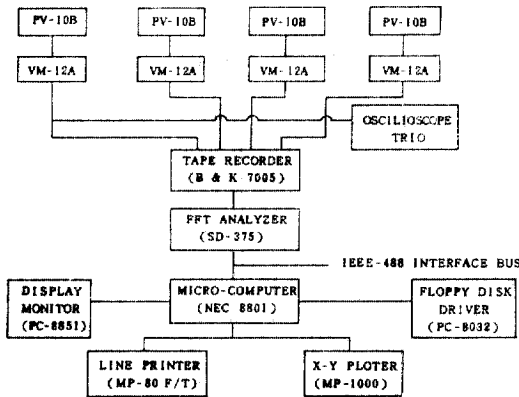 PV-10B PV-10B PV-10B PV-10B
VM-12A VM-12A VM-12A VM-12A
OSCILIOSCOPE
TRIO
TAPE RECORDER
(B & K 7005)
FFT ANALYZER
(SD-375)
IEEE-488 INTERFACE BUS
DISPLAY
MONITOR
(PC-8851)
MICRO-COMPUTER
(NEC 8801)
FLOPPY DISK
DRIVER
(PC-8032)
LINE PRINTER
(MP-80 F/T)
X-Y PLOTER
(MP-1000)